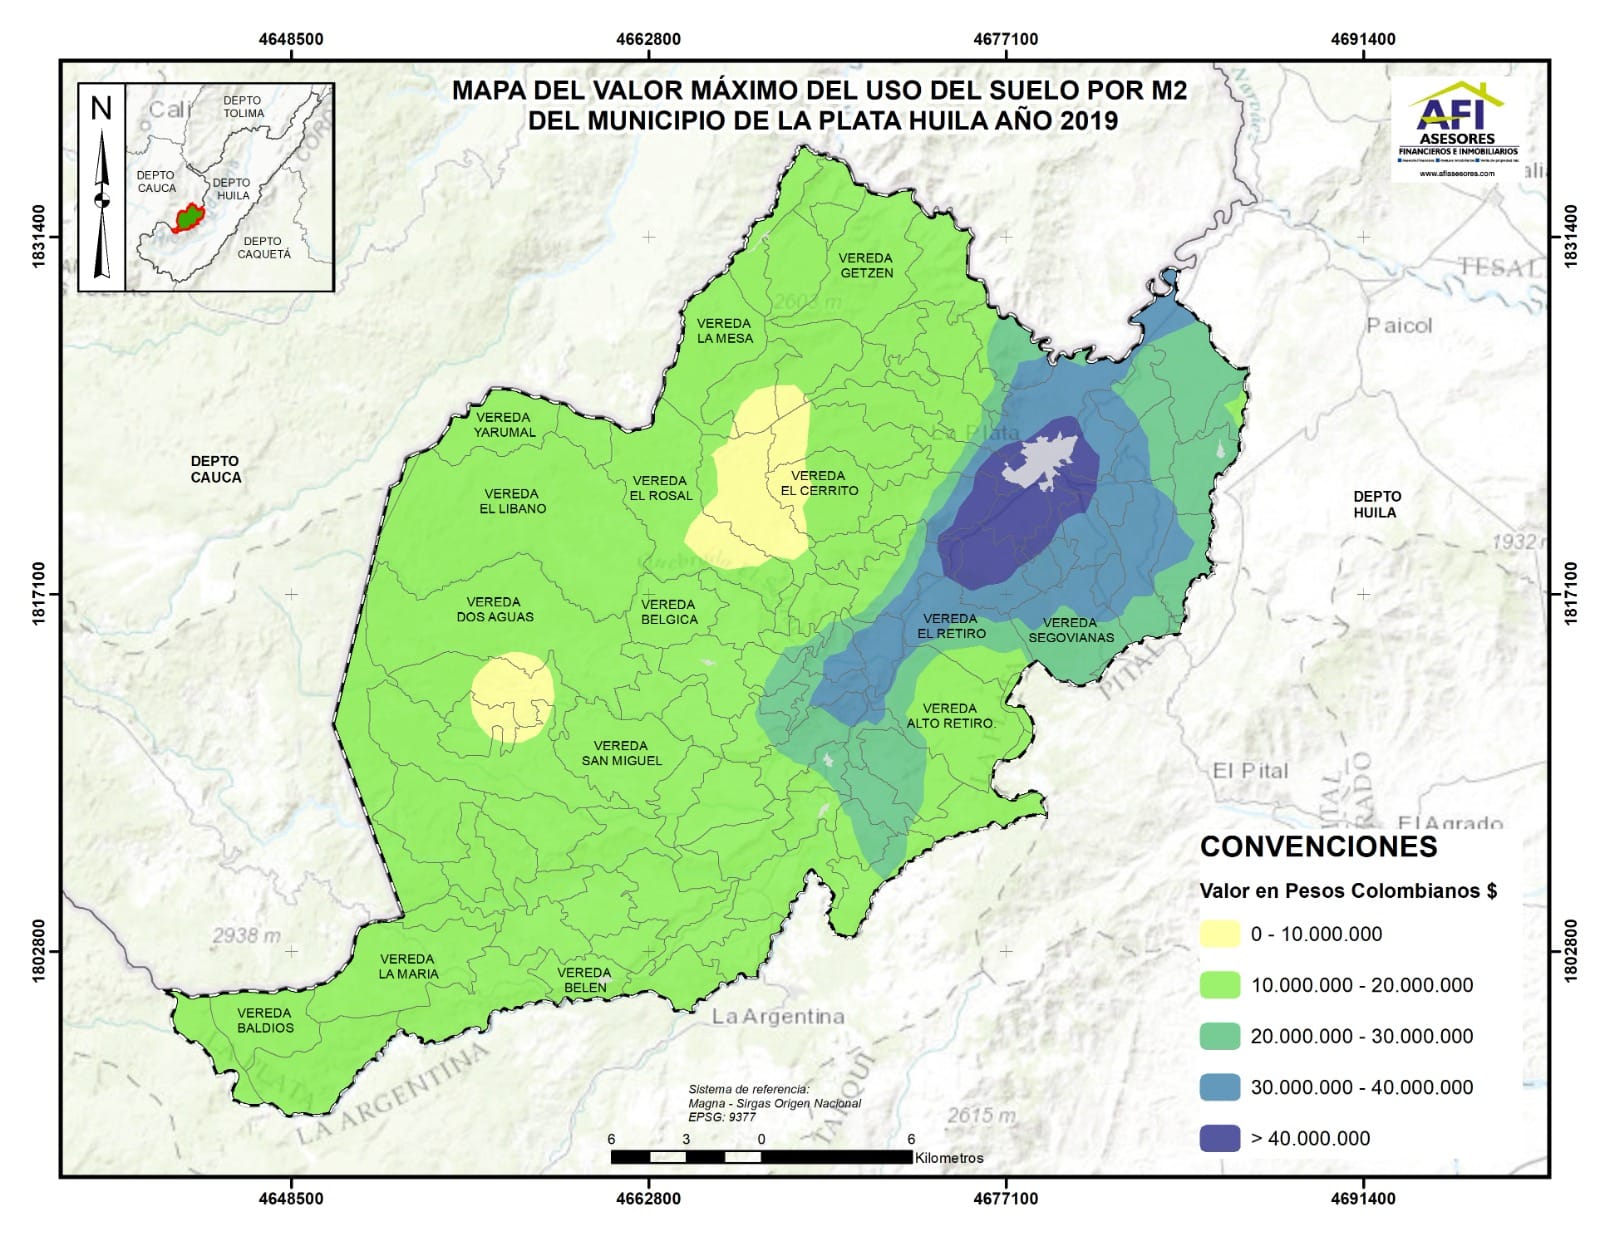 4648500
4662800
4677100
4691400
MAPA DEL VALOR MÁXIMO DEL USO DEL SUELO POR M2
DEL MUNICIPIO DE LA PLATA HUILA AÑO 2019
N
Cali
DEPTO
TOLIMA
DEPTO
CAUCA
DEPTO
HUILA
DEPTO
CAQUETÁ
AFI
ASESORES
FINANCIEROS E INMOBILIARIOS
www.afiasesores.com
1831400
1831400
VEREDA
GETZEN
2603 m
TESAL
Paicol
VEREDA
LA MESA
VEREDA
YARUMAL
La Plata
DEPTO
CAUCA
VEREDA
EL LIBANO
VEREDA
EL ROSAL
VEREDA
EL CERRITO
DEPTO
HUILA
1932
1817100
1817100
VEREDA
DOS AGUAS
VEREDA
BELGICA
VEREDA
EL RETIRO
VEREDA
SEGOVIANAS
PITAL
VEREDA
ALTO RETIRO
VEREDA
SAN MIGUEL
El Pital
El Agrado
CONVENCIONES
Valor en Pesos Colombianos $
0 - 10.000.000
10.000.000 - 20.000.000
20.000.000 - 30.000.000
30.000.000 - 40.000.000
> 40.000.000
2938 m
1802800
1802800
VEREDA
LA MARIA
VEREDA
BELEN
VEREDA
BALDIOS
La Argentina
LA PLATA
LA ARGENTINA
TARQUÍ
2615 m
Sistema de referencia:
Magna - Sirgas Origen Nacional
EPSG: 9377
6 3 0 6
Kilometros
4648500
4662800
4677100
4691400